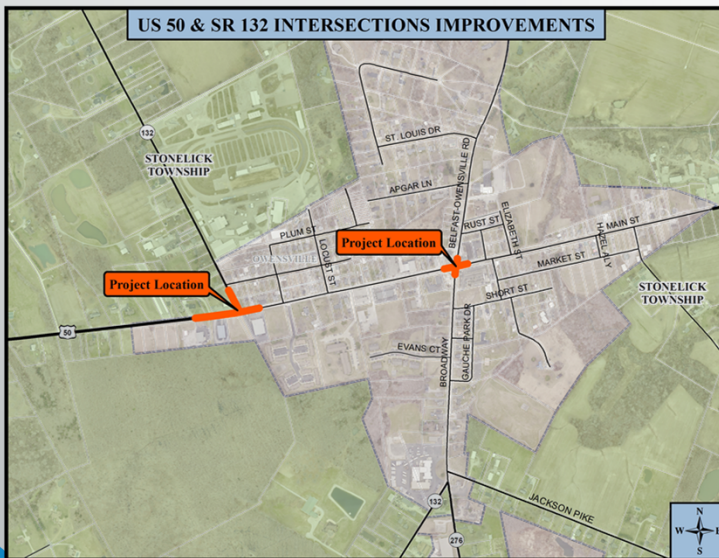 US 50 & SR 132 INTERSECTIONS IMPROVEMENTS
132
STONELICK
TOWNSHIP
ST. LOUIS DR
BELFAST-OWENSVILLE RD
APGAR LN
PLUM ST
LOCUST ST
RUST ST
ELIZABETH ST
HAZEL ALY
MAIN ST
OWENSVILLE
Project Location
MARKET ST
Project Location
SHORT ST
STONELICK
TOWNSHIP
50
EVANS CT
BROADWAY
GAUCHE PARK DR
132
JACKSON PIKE
276
N
W
E
S